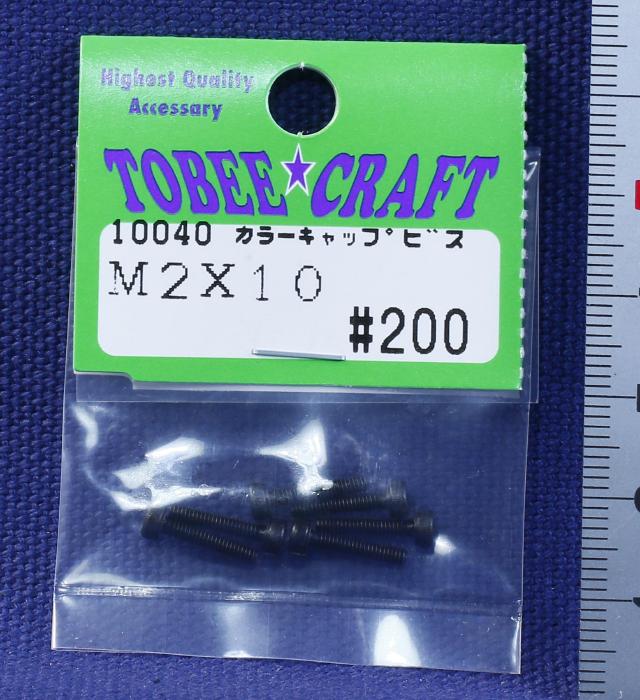 Highest Quality
Accessary
TOBEE★CRAFT
10040 カラーキャップビス
M2X10
#200